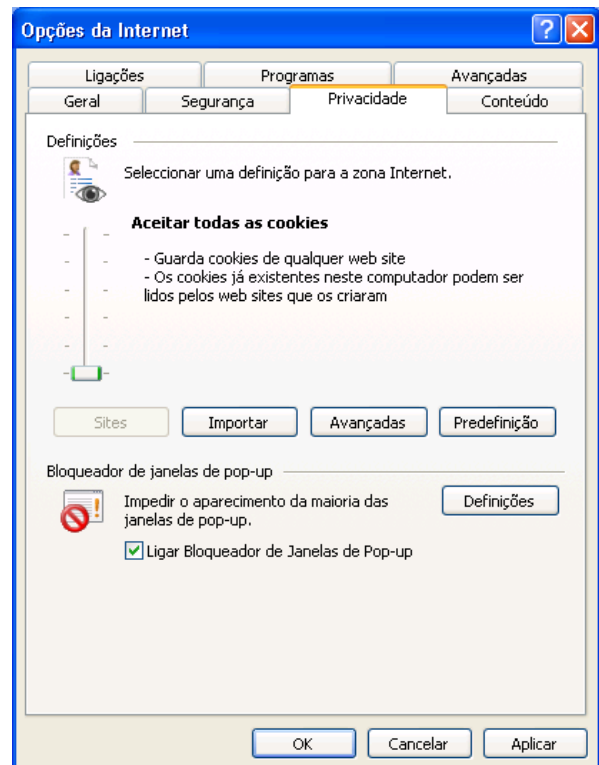 Opções da Internet
Ligações Programas Avançadas
Geral Segurança Privacidade Conteúdo
Definições
Seleccionar uma definição para a zona Internet.
Aceitar todas as cookies
- Guarda cookies de qualquer web site
- Os cookies já existentes neste computador podem ser
lidos pelos web sites que os criaram
Sites Importar Avançadas Predefinição
Bloqueador de janelas de pop-up
Impedir o aparecimento da maioria das
janelas de pop-up.
Definições
Ligar Bloqueador de Janelas de Pop-up
OK Cancelar Aplicar